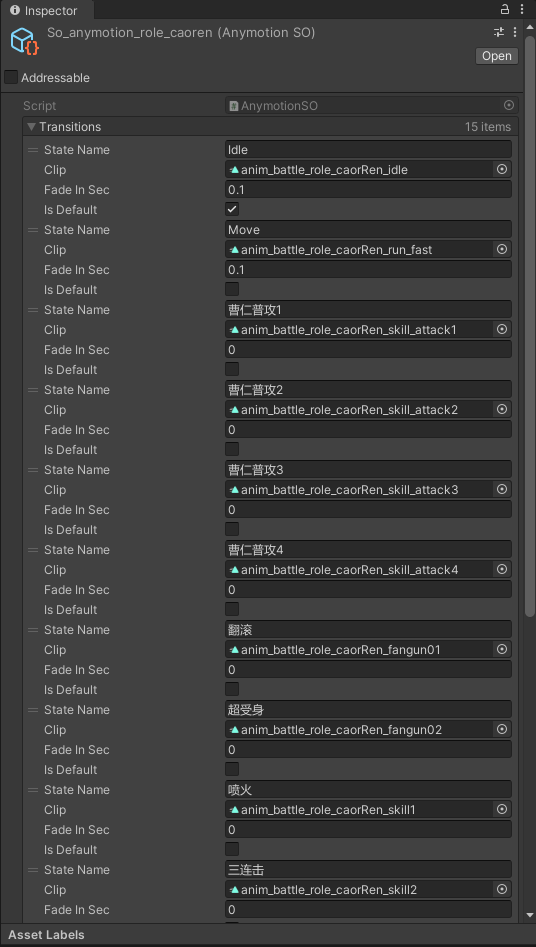 Inspector
So_anymotion_role_caoren (Anymotion SO)
Open
Addressable
Script AnymotionSO
Transitions 15 items
State Name Idle
Clip anim_battle_role_caorRen_idle
Fade In Sec 0.1
Is Default
State Name Move
Clip anim_battle_role_caorRen_run_fast
Fade In Sec 0.1
Is Default
State Name 曹仁普攻1
Clip anim_battle_role_caorRen_skill_attack1
Fade In Sec 0
Is Default
State Name 曹仁普攻2
Clip anim_battle_role_caorRen_skill_attack2
Fade In Sec 0
Is Default
State Name 曹仁普攻3
Clip anim_battle_role_caorRen_skill_attack3
Fade In Sec 0
Is Default
State Name 曹仁普攻4
Clip anim_battle_role_caorRen_skill_attack4
Fade In Sec 0
Is Default
State Name 翻滚
Clip anim_battle_role_caorRen_fangun01
Fade In Sec 0
Is Default
State Name 超受身
Clip anim_battle_role_caorRen_fangun02
Fade In Sec 0
Is Default
State Name 喷火
Clip anim_battle_role_caorRen_skill1
Fade In Sec 0
Is Default
State Name 三连击
Clip anim_battle_role_caorRen_skill2
Fade In Sec 0
Asset Labels